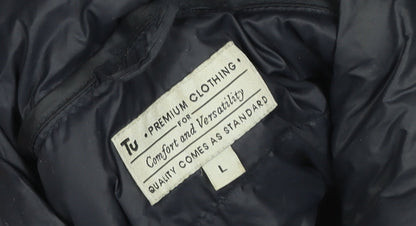 Tu
• PREMIUM CLOTHING •
FOR
Comfort and Versatility
QUALITY COMES AS STANDARD
L